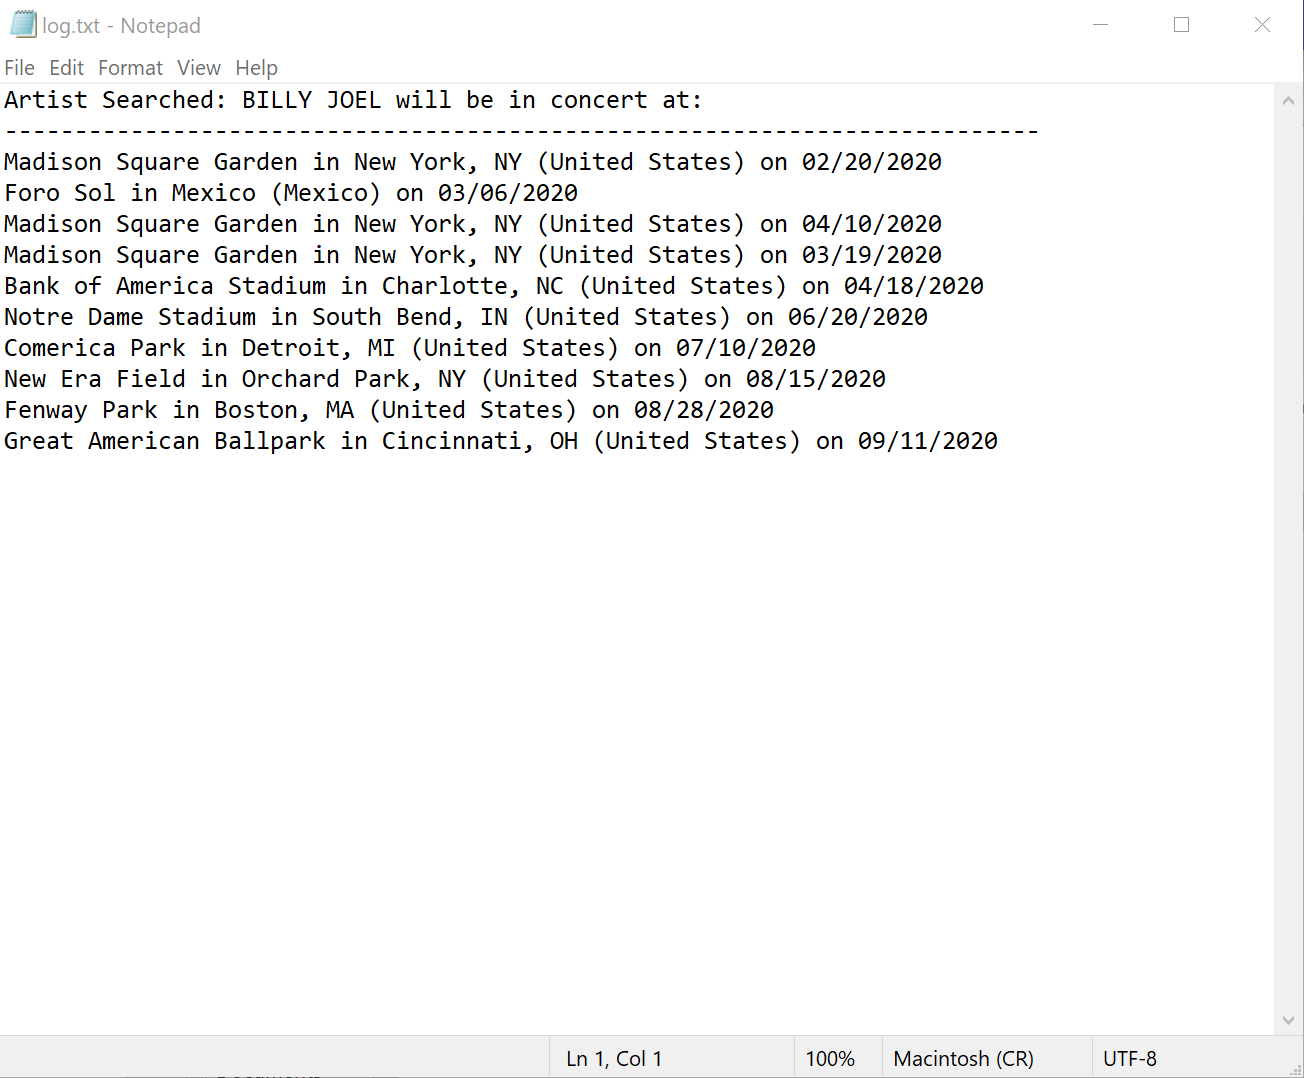 log.txt - Notepad
File Edit Format View Help
Artist Searched: BILLY JOEL will be in concert at:
--------------------------------------------------------------------------
Madison Square Garden in New York, NY (United States) on 02/20/2020
Foro Sol in Mexico (Mexico) on 03/06/2020
Madison Square Garden in New York, NY (United States) on 04/10/2020
Madison Square Garden in New York, NY (United States) on 03/19/2020
Bank of America Stadium in Charlotte, NC (United States) on 04/18/2020
Notre Dame Stadium in South Bend, IN (United States) on 06/20/2020
Comerica Park in Detroit, MI (United States) on 07/10/2020
New Era Field in Orchard Park, NY (United States) on 08/15/2020
Fenway Park in Boston, MA (United States) on 08/28/2020
Great American Ballpark in Cincinnati, OH (United States) on 09/11/2020
Ln 1, Col 1 100% Macintosh (CR) UTF-8